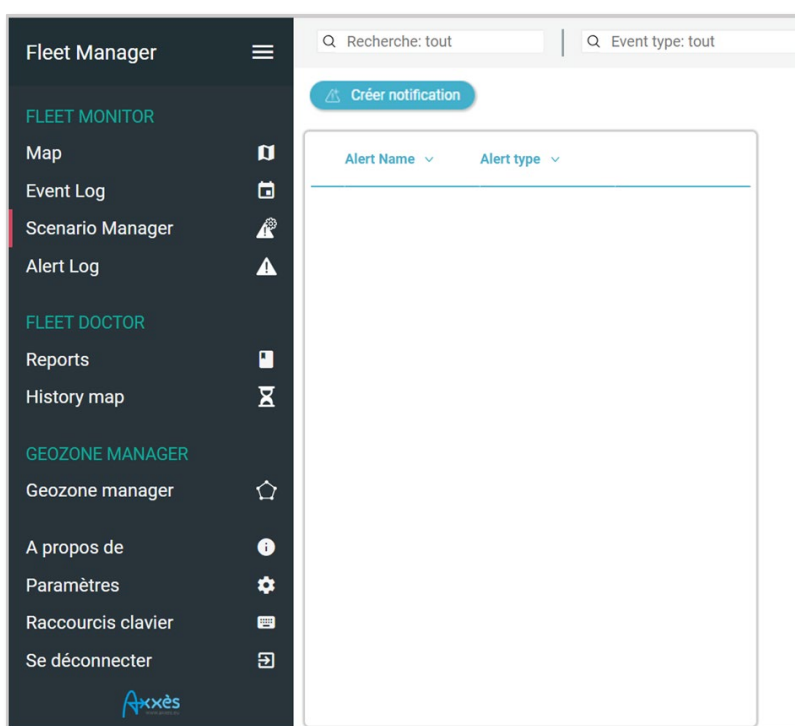 Fleet Manager
Recherche: tout
Event type: tout
Créer notification
FLEET MONITOR
Map
Event Log
Scenario Manager
Alert Log
FLEET DOCTOR
Reports
History map
GEOZONE MANAGER
Geozone manager
A propos de
Paramètres
Raccourcis clavier
Se déconnecter
Axxès
Alert Name
Alert type